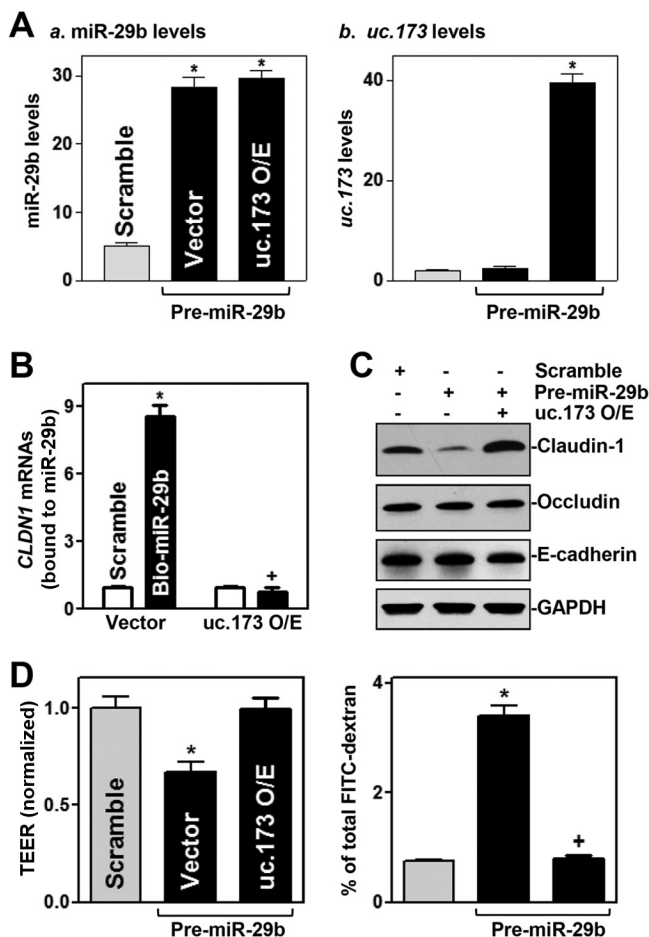 A
a. miR-29b levels
miR-29b levels
30
20
10
0
Scramble
*
Vector
*
uc.173 O/E
Pre-miR-29b
b. uc.173 levels
uc.173 levels
40
20
0
*
Pre-miR-29b
B
CLDN1 mRNAs
(bound to miR-29b)
9
6
3
0
Scramble
*
Bio-miR-29b
+
Vector
uc.173 O/E
C
+ - - Scramble
- + + Pre-miR-29b
- - + uc.173 O/E
-Claudin-1
-Occludin
-E-cadherin
-GAPDH
D
TEER (normalized)
1.0
0.5
0.0
Scramble
*
Vector
uc.173 O/E
Pre-miR-29b
% of total FITC-dextran
4
2
0
*
+
Pre-miR-29b